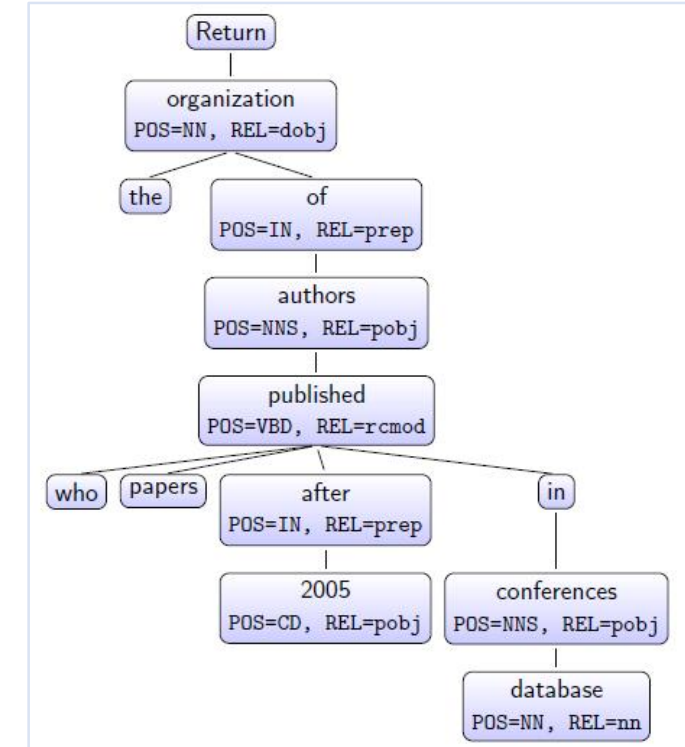 Return
organization
POS=NN, REL=dobj
the
of
POS=IN, REL=prep
authors
POS=NNS, REL=pobj
published
POS=VBD, REL=rcmod
who
papers
after
POS=IN, REL=prep
in
2005
POS=CD, REL=pobj
conferences
POS=NNS, REL=pobj
database
POS=NN, REL=nn